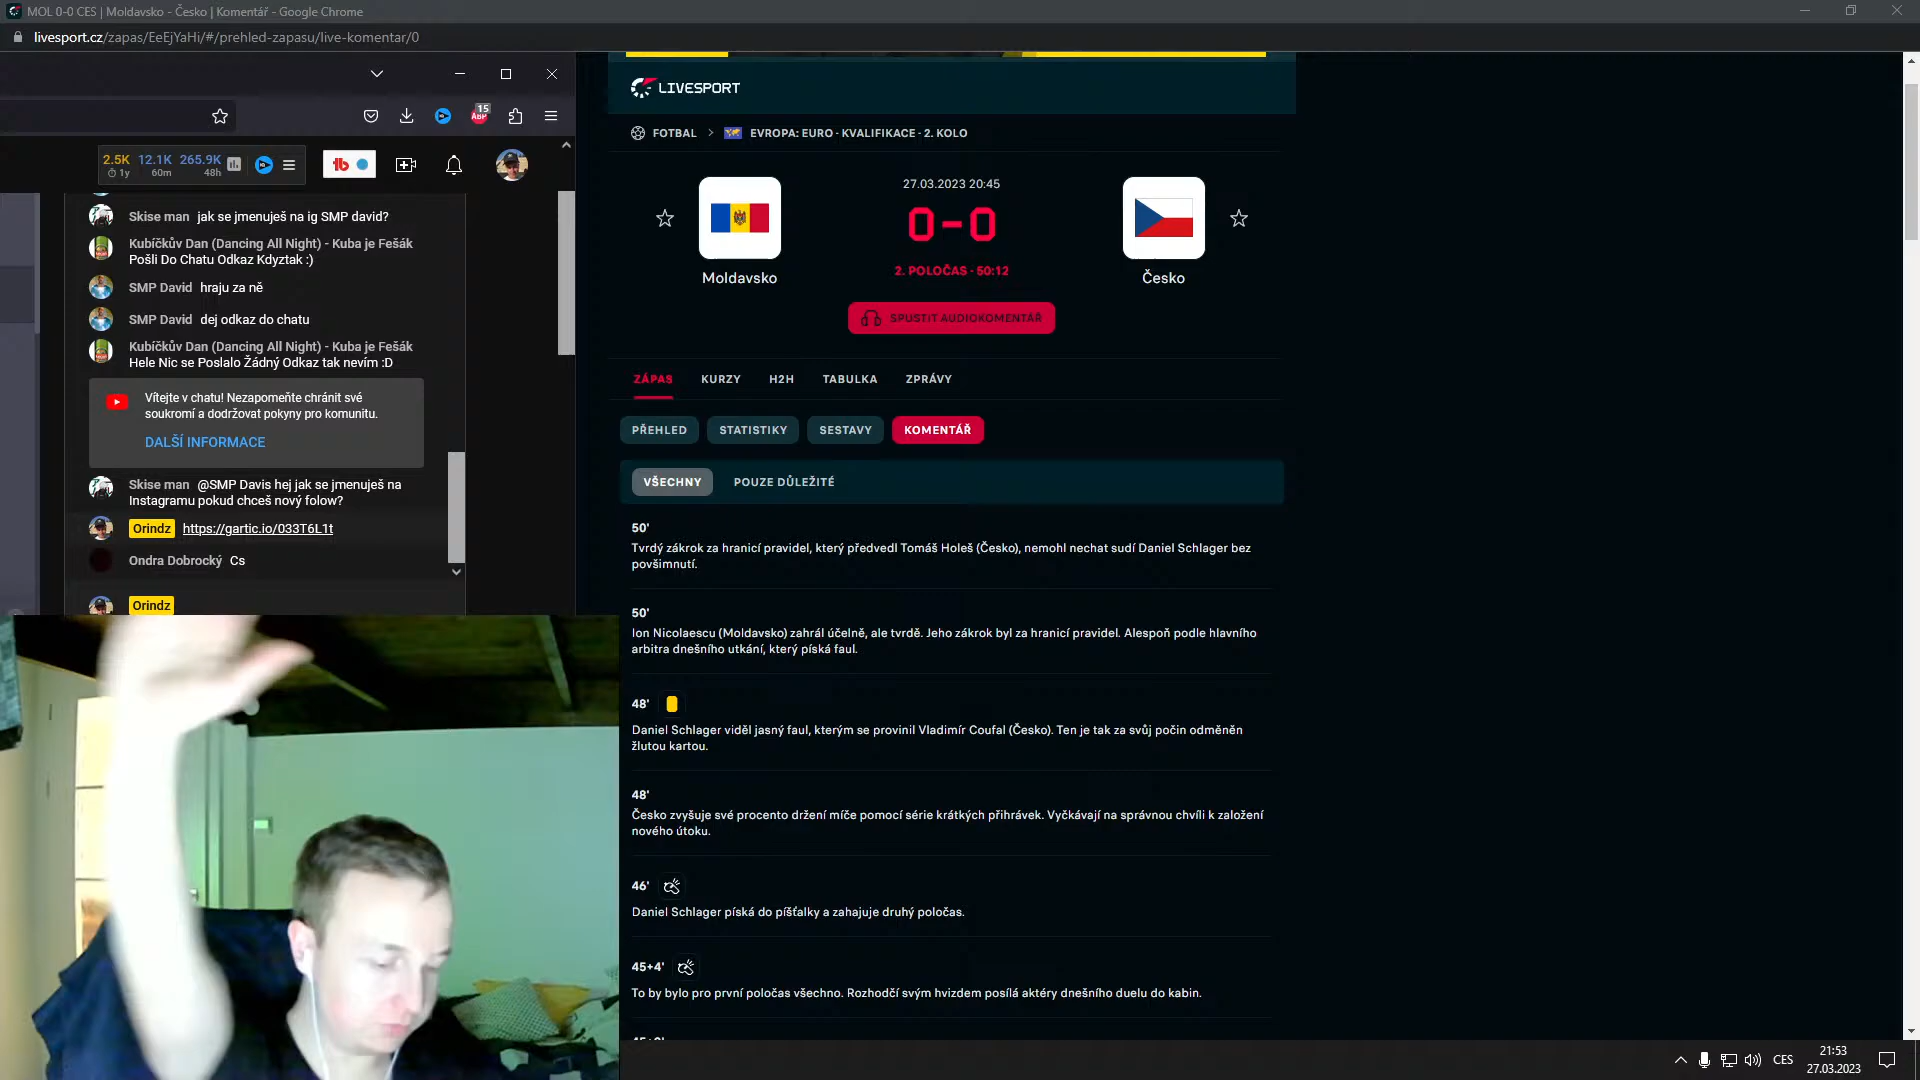 MOL 0-0 CES | Moldavsko - Česko | Komentář - Google Chrome
livesport.cz/zapas/EeEjYaHi/#/prehled-zapasu/live-komentar/0
15
ABP
2.5K 12.1K 265.9K
1y 60m 48h
tb
Skise man jak se jmenuješ na ig SMP david?
Kubíčkův Dan (Dancing All Night) - Kuba je Fešák
Pošli Do Chatu Odkaz Kdyztak :)
SMP David hraju za ně
SMP David dej odkaz do chatu
Kubíčkův Dan (Dancing All Night) - Kuba je Fešák
Hele Nic se Poslalo Žádný Odkaz tak nevím :D
Vítejte v chatu! Nezapomeňte chránit své
soukromí a dodržovat pokyny pro komunitu.
DALŠÍ INFORMACE
Skise man @SMP Davis hej jak se jmenuješ na
Instagramu pokud chceš nový folow?
Orindz https://gartic.io/033T6L1t
Ondra Dobrocký Cs
Orindz
LIVESPORT
FOTBAL > EVROPA: EURO - KVALIFIKACE - 2. KOLO
27.03.2023 20:45
0-0
2. POLOČAS - 50:12
Moldavsko
Česko
SPUSTIT AUDIOKOMENTÁŘ
ZÁPAS KURZY H2H TABULKA ZPRÁVY
PŘEHLED STATISTIKY SESTAVY KOMENTÁŘ
VŠECHNY POUZE DŮLEŽITÉ
50'
Tvrdý zákrok za hranicí pravidel, který předvedl Tomáš Holeš (Česko), nemohl nechat sudí Daniel Schlager bez
povšimnutí.
50'
Ion Nicolaescu (Moldavsko) zahrál účelně, ale tvrdě. Jeho zákrok byl za hranicí pravidel. Alespoň podle hlavního
arbitra dnešního utkání, který píská faul.
48'
Daniel Schlager viděl jasný faul, kterým se provinil Vladimír Coufal (Česko). Ten je tak za svůj počin odměněn
žlutou kartou.
48'
Česko zvyšuje své procento držení míče pomocí série krátkých přihrávek. Vyčkávají na správnou chvíli k založení
nového útoku.
46'
Daniel Schlager píská do píšťalky a zahajuje druhý poločas.
45+4'
To by bylo pro první poločas všechno. Rozhodčí svým hvizdem posílá aktéry dnešního duelu do kabin.
CES
21:53
27.03.2023